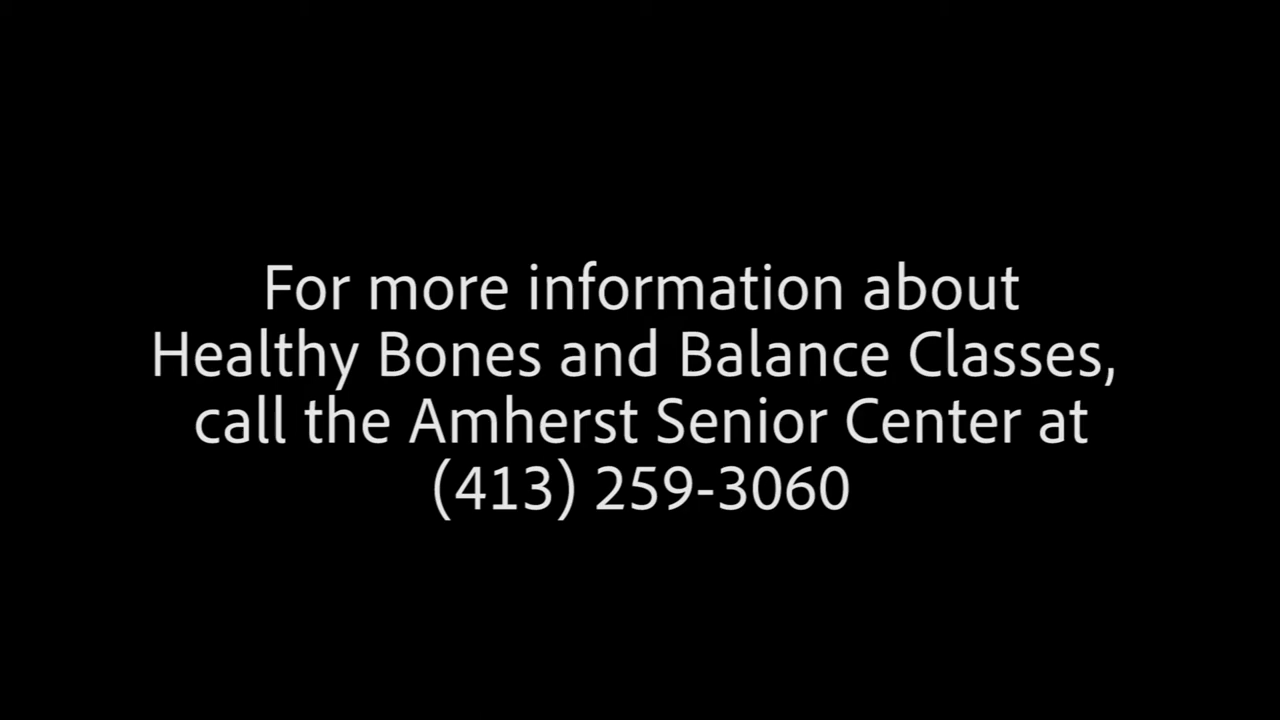 For more information about
Healthy Bones and Balance Classes,
call the Amherst Senior Center at
(413) 259-3060